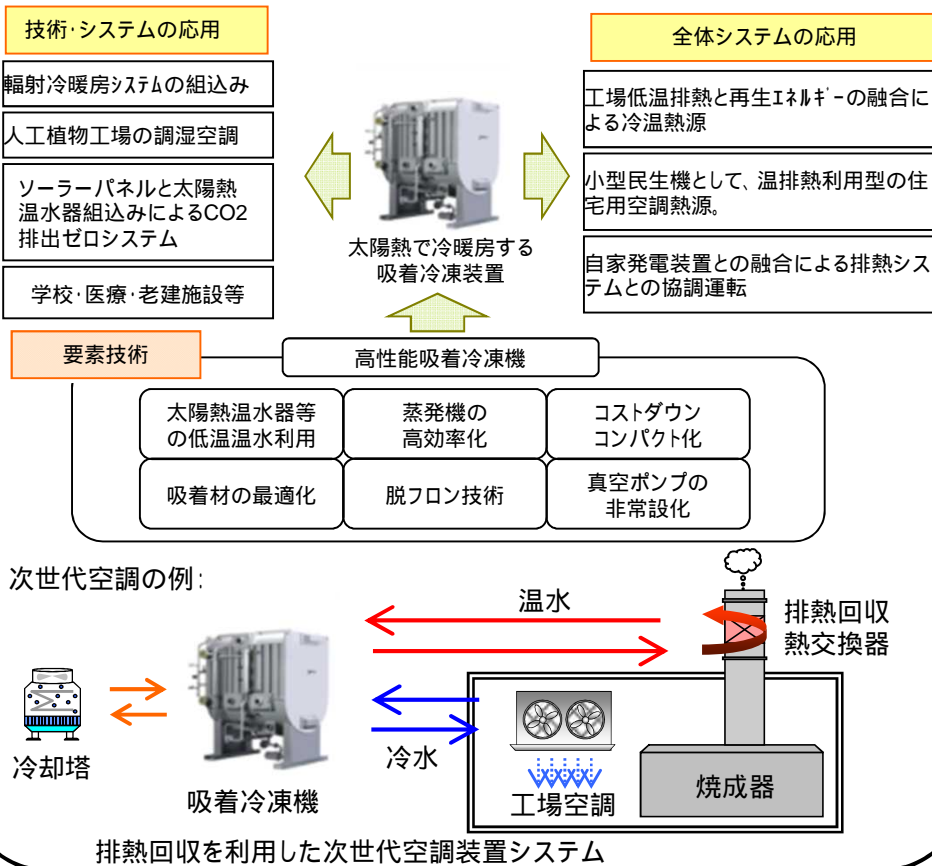 技術・システムの応用
輻射冷暖房ｼｽﾃﾑの組込み
人工植物工場の調湿空調
ソーラーパネルと太陽熱
温水器組込みによるCO2
排出ゼロシステム
学校・医療・老建施設等
太陽熱で冷暖房する
吸着冷凍装置
全体システムの応用
工場低温排熱と再生ｴﾈﾙｷﾞｰの融合に
よる冷温熱源
小型民生機として、温排熱利用型の住
宅用空調熱源。
自家発電装置との融合による排熱シス
テムとの協調運転
要素技術
高性能吸着冷凍機
太陽熱温水器等
の低温温水利用
蒸発機の
高効率化
コストダウン
コンパクト化
吸着材の最適化
脱フロン技術
真空ポンプの
非常設化
次世代空調の例：
温水
排熱回収
熱交換器
冷却塔
吸着冷凍機
冷水
工場空調
焼成器
排熱回収を利用した次世代空調装置システム